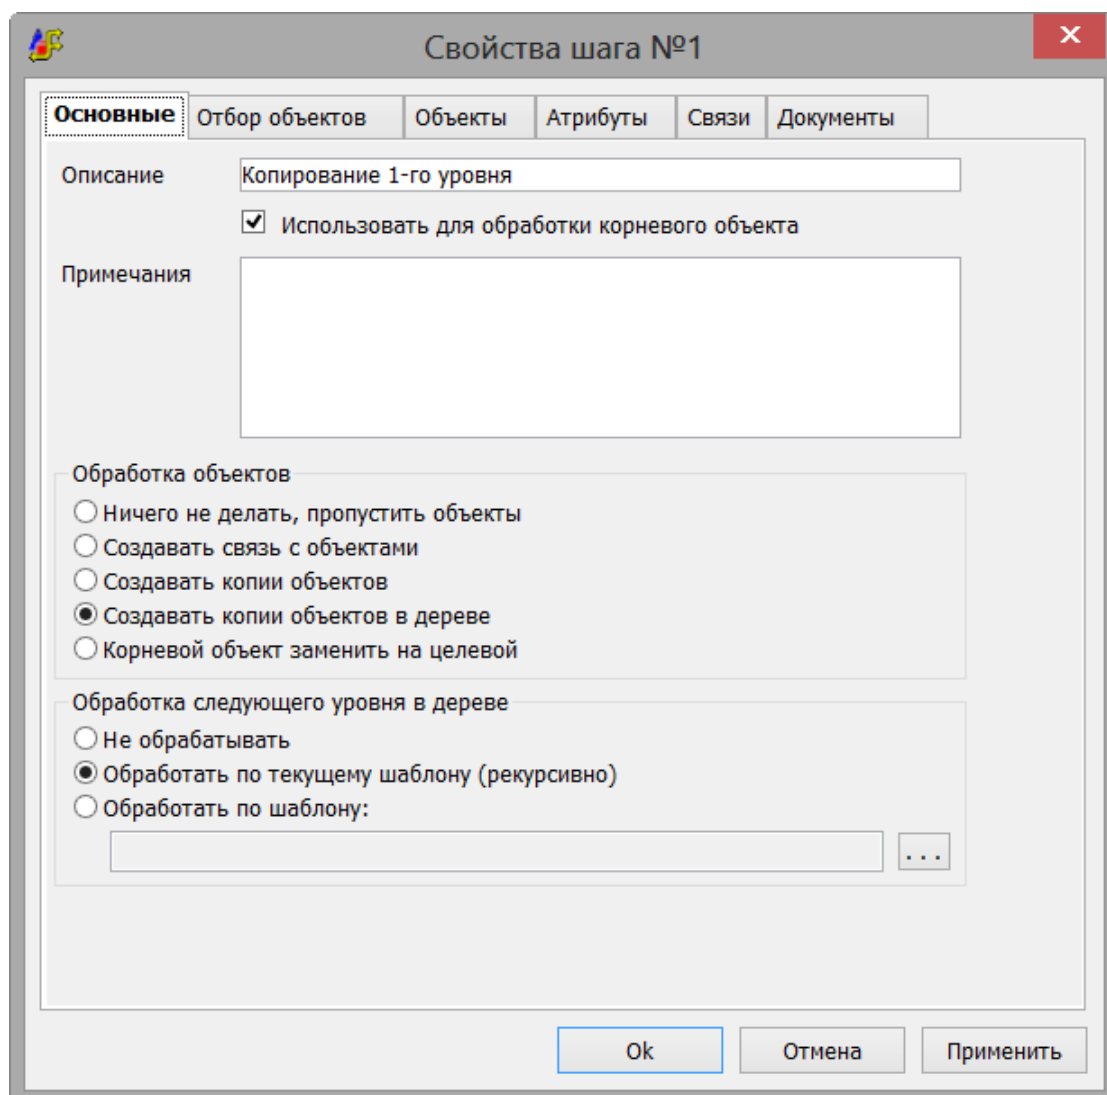 Свойства шага №1
Основные Отбор объектов Объекты Атрибуты Связи Документы
Описание Копирование 1-го уровня
Использовать для обработки корневого объекта
Примечания
Обработка объектов
Ничего не делать, пропустить объекты
Создавать связь с объектами
Создавать копии объектов
Создавать копии объектов в дереве
Корневой объект заменить на целевой
Обработка следующего уровня в дереве
Не обрабатывать
Обработать по текущему шаблону (рекурсивно)
Обработать по шаблону:
...
Ok Отмена Применить